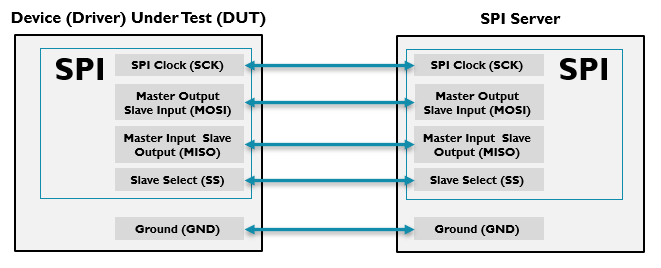 Device (Driver) Under Test (DUT)
SPI Server
SPI
SPI Clock (SCK)
Master Output
Slave Input (MOSI)
Master Input Slave
Output (MISO)
Slave Select (SS)
Ground (GND)
SPI Clock (SCK)
SPI
Master Output
Slave Input (MOSI)
Master Input Slave
Output (MISO)
Slave Select (SS)
Ground (GND)